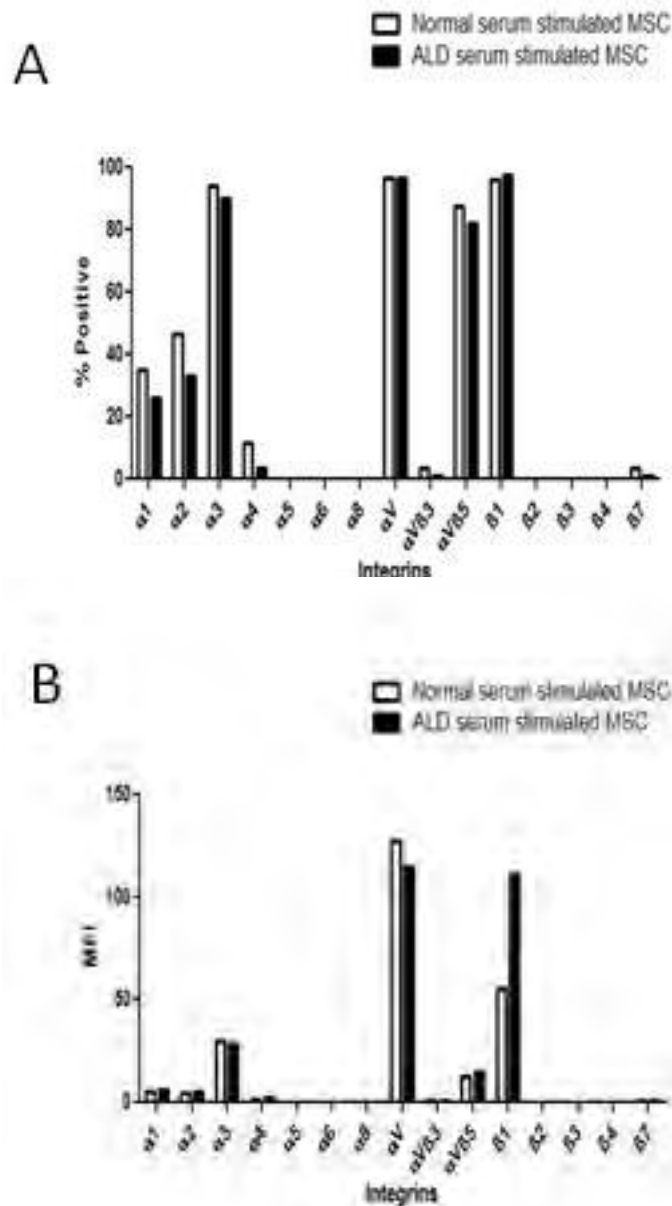 A
Normal serum stimulated MSC
ALD serum stimulated MSC
100
80
60
40
20
0
% Positive
α1 α2 α3 α4 α5 α6 α8 αV αVβ3 αVβ5 β1 β2 β3 β4 β7
Integrins
B
Normal serum stimulated MSC
ALD serum stimulated MSC
150
100
50
0
MFI
α1 α2 α3 α4 α5 α6 α8 αV αVβ3 αVβ5 β1 β2 β3 β4 β7
Integrins